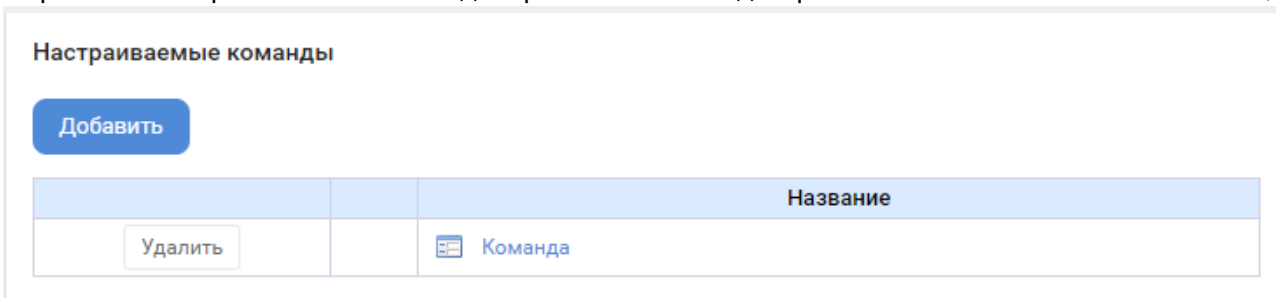 Настраиваемые команды
Добавить
Название
Удалить Команда